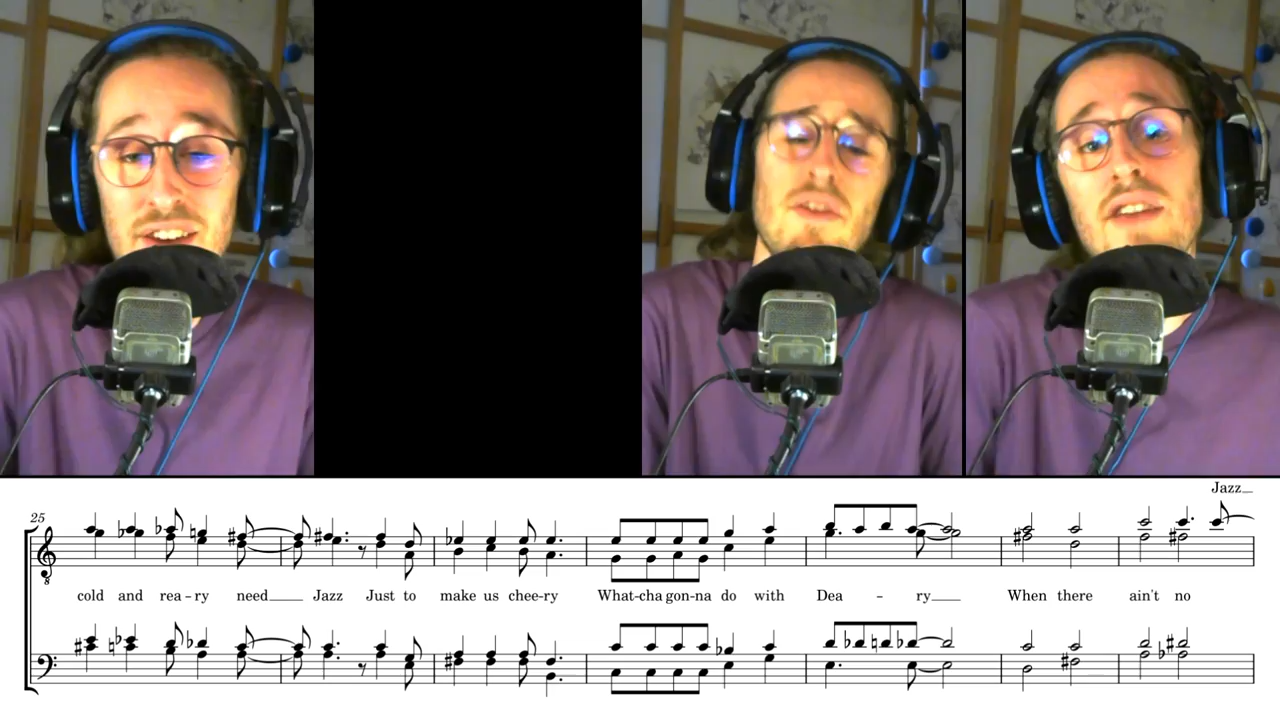 Jazz
25
8
cold and rea - ry need Jazz Just to make us chee-ry What-cha gon-na do with Dea - ry When there ain't no